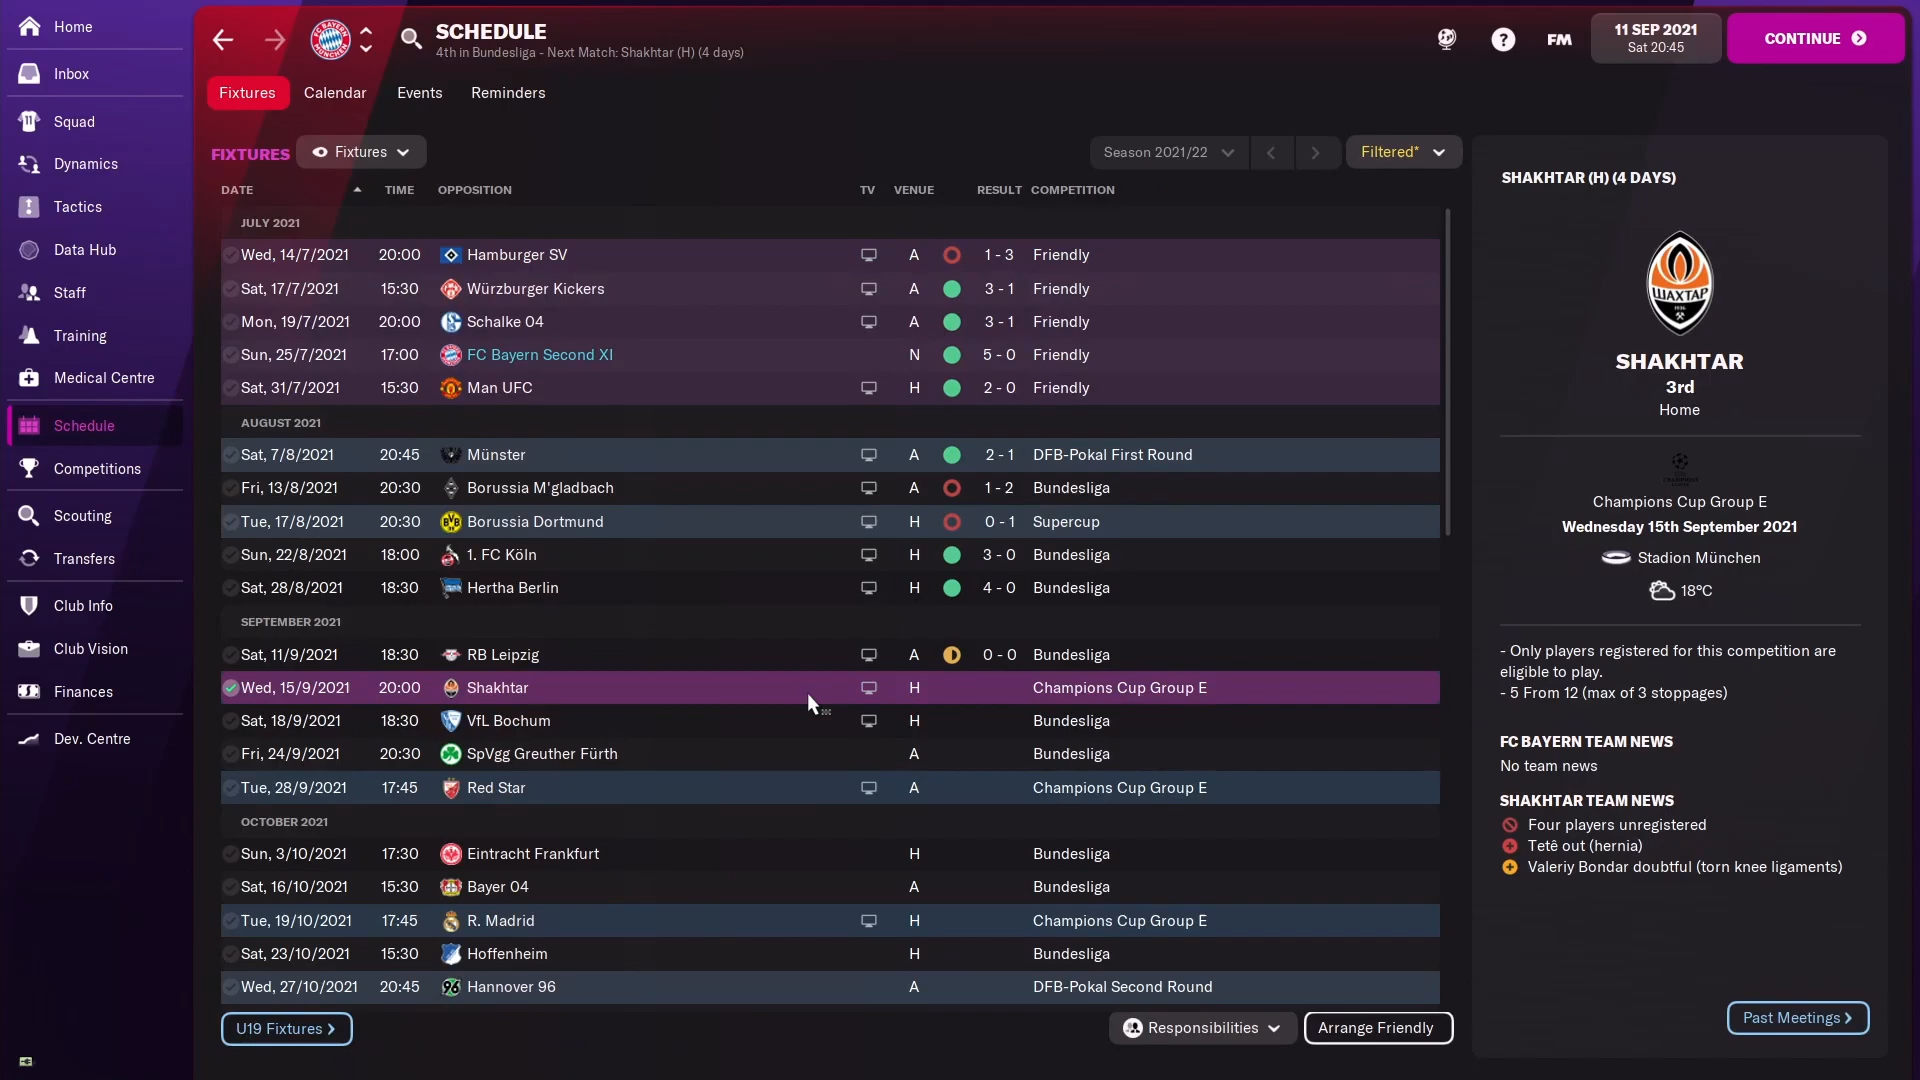 Home
Inbox
Squad
Dynamics
Tactics
Data Hub
Staff
Training
Medical Centre
Schedule
Competitions
Scouting
Transfers
Club Info
Club Vision
Finances
Dev. Centre
SCHEDULE
4th in Bundesliga - Next Match: Shakhtar (H) (4 days)
FM
11 SEP 2021
Sat 20:45
CONTINUE
Fixtures Calendar Events Reminders
FIXTURES Fixtures Season 2021/22 Filtered*
DATE TIME OPPOSITION TV VENUE RESULT COMPETITION
JULY 2021
Wed, 14/7/2021 20:00 Hamburger SV A 1 - 3 Friendly
Sat, 17/7/2021 15:30 Würzburger Kickers A 3 - 1 Friendly
Mon, 19/7/2021 20:00 Schalke 04 A 3 - 1 Friendly
Sun, 25/7/2021 17:00 FC Bayern Second XI N 5 - 0 Friendly
Sat, 31/7/2021 15:30 Man UFC H 2 - 0 Friendly
AUGUST 2021
Sat, 7/8/2021 20:45 Münster A 2 - 1 DFB-Pokal First Round
Fri, 13/8/2021 20:30 Borussia M'gladbach A 1 - 2 Bundesliga
Tue, 17/8/2021 20:30 Borussia Dortmund H 0 - 1 Supercup
Sun, 22/8/2021 18:00 1. FC Köln H 3 - 0 Bundesliga
Sat, 28/8/2021 18:30 Hertha Berlin H 4 - 0 Bundesliga
SEPTEMBER 2021
Sat, 11/9/2021 18:30 RB Leipzig A 0 - 0 Bundesliga
Wed, 15/9/2021 20:00 Shakhtar H Champions Cup Group E
Sat, 18/9/2021 18:30 VfL Bochum H Bundesliga
Fri, 24/9/2021 20:30 SpVgg Greuther Fürth A Bundesliga
Tue, 28/9/2021 17:45 Red Star A Champions Cup Group E
OCTOBER 2021
Sun, 3/10/2021 17:30 Eintracht Frankfurt H Bundesliga
Sat, 16/10/2021 15:30 Bayer 04 A Bundesliga
Tue, 19/10/2021 17:45 R. Madrid H Champions Cup Group E
Sat, 23/10/2021 15:30 Hoffenheim H Bundesliga
Wed, 27/10/2021 20:45 Hannover 96 A DFB-Pokal Second Round
U19 Fixtures Responsibilities Arrange Friendly
SHAKHTAR (H) (4 DAYS)
ШАХТАР
SHAKHTAR
3rd
Home
Champions Cup Group E
Wednesday 15th September 2021
Stadion München
18°C
- Only players registered for this competition are
eligible to play.
- 5 From 12 (max of 3 stoppages)
FC BAYERN TEAM NEWS
No team news
SHAKHTAR TEAM NEWS
Four players unregistered
Tetê out (hernia)
Valeriy Bondar doubtful (torn knee ligaments)
Past Meetings